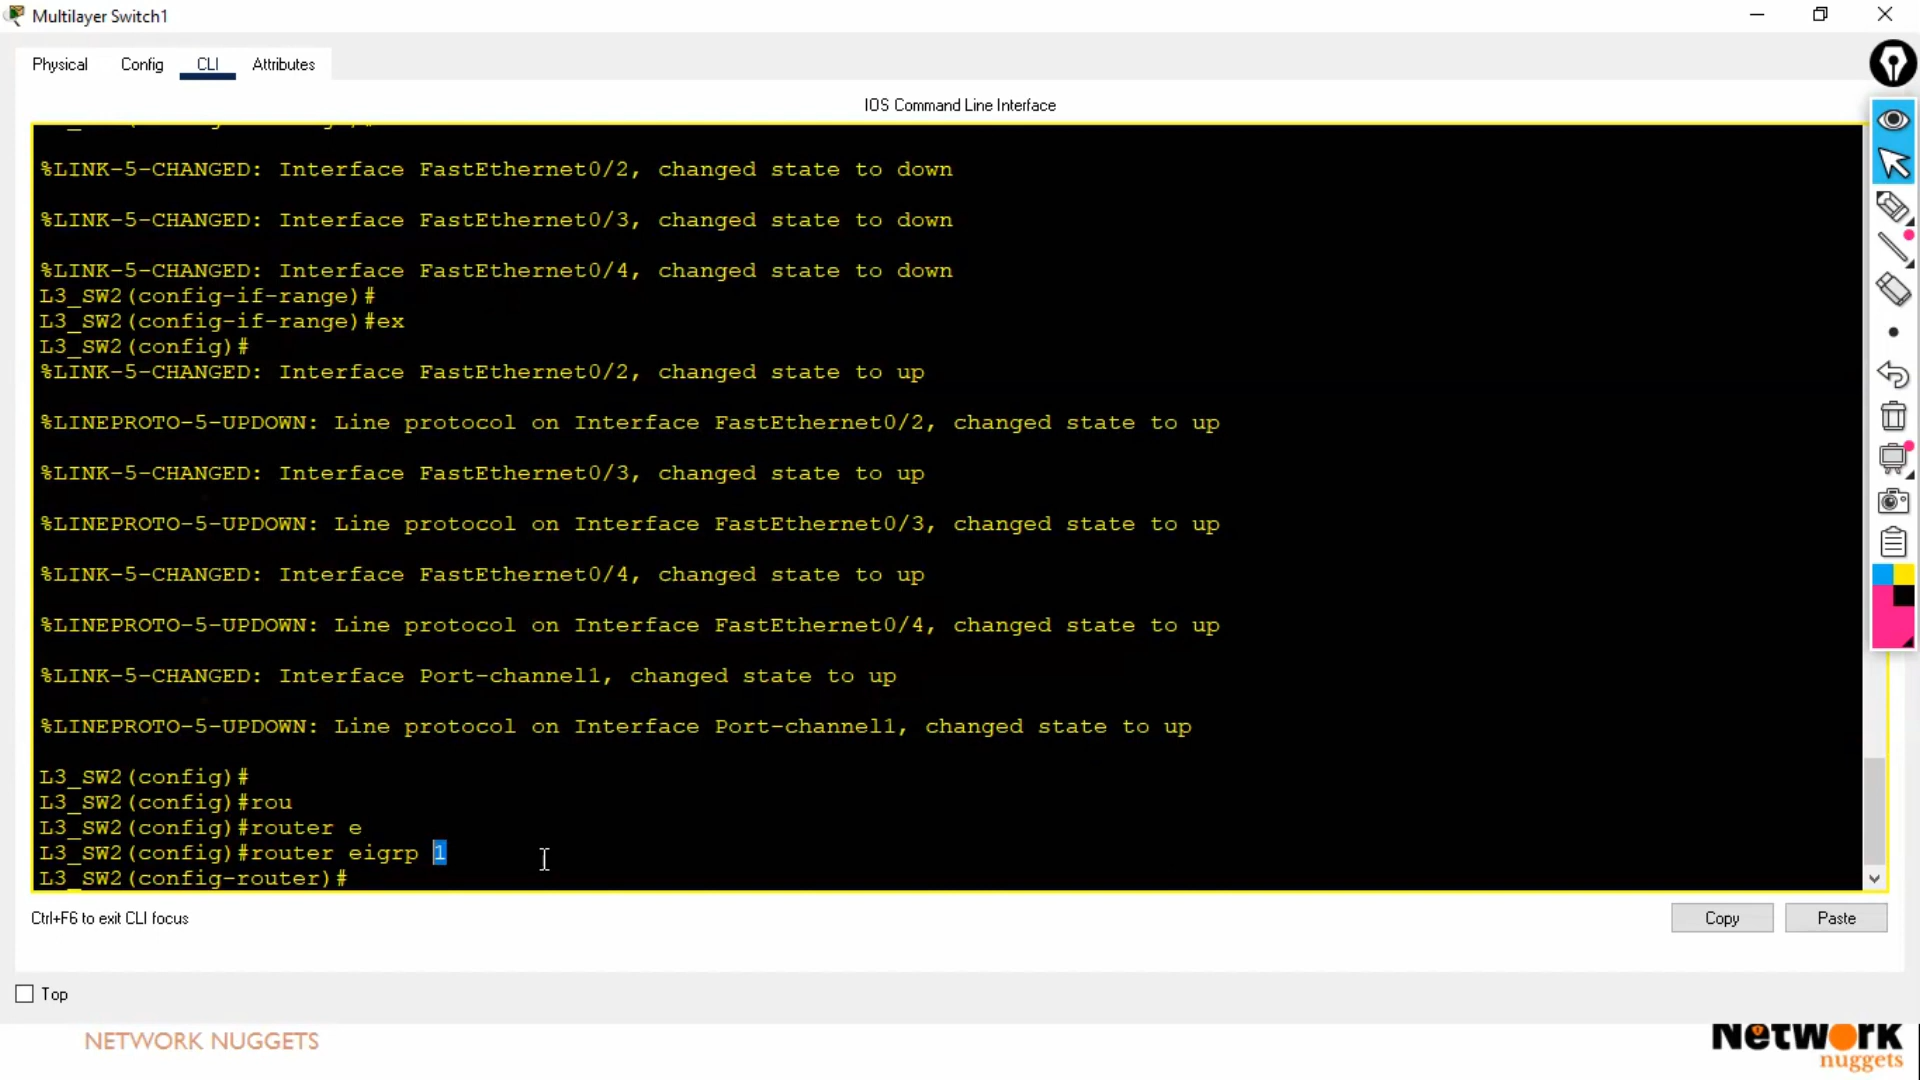 Multilayer Switch1
Physical
Config
CLI
Attributes
IOS Command Line Interface
%LINK-5-CHANGED: Interface FastEthernet0/2, changed state to down
%LINK-5-CHANGED: Interface FastEthernet0/3, changed state to down
%LINK-5-CHANGED: Interface FastEthernet0/4, changed state to down
L3_SW2(config-if-range)#
L3_SW2(config-if-range)#ex
L3_SW2(config)#
%LINK-5-CHANGED: Interface FastEthernet0/2, changed state to up
%LINEPROTO-5-UPDOWN: Line protocol on Interface FastEthernet0/2, changed state to up
%LINK-5-CHANGED: Interface FastEthernet0/3, changed state to up
%LINEPROTO-5-UPDOWN: Line protocol on Interface FastEthernet0/3, changed state to up
%LINK-5-CHANGED: Interface FastEthernet0/4, changed state to up
%LINEPROTO-5-UPDOWN: Line protocol on Interface FastEthernet0/4, changed state to up
%LINK-5-CHANGED: Interface Port-channel1, changed state to up
%LINEPROTO-5-UPDOWN: Line protocol on Interface Port-channel1, changed state to up
L3_SW2(config)#
L3_SW2(config)#rou
L3_SW2(config)#router e
L3_SW2(config)#router eigrp 1
L3_SW2(config-router)#
Ctrl+F6 to exit CLI focus
Copy
Paste
Top
NETWORK NUGGETS
Network
nuggets